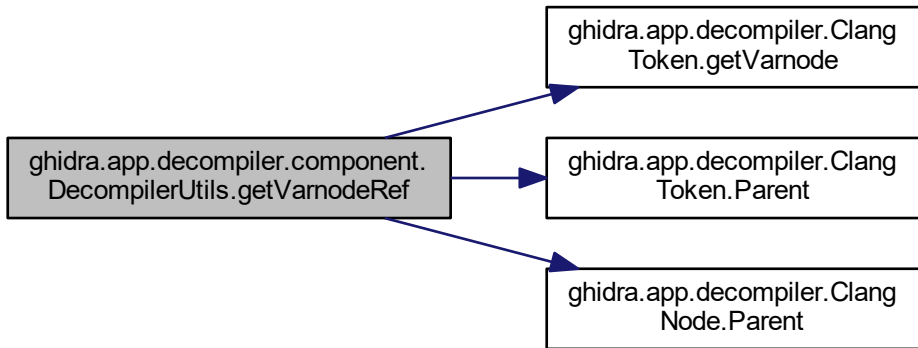 ghidra.app.decompiler.component.
DecompilerUtils.getVarnodeRef
ghidra.app.decompiler.Clang
Token.getVarnode
ghidra.app.decompiler.Clang
Token.Parent
ghidra.app.decompiler.Clang
Node.Parent